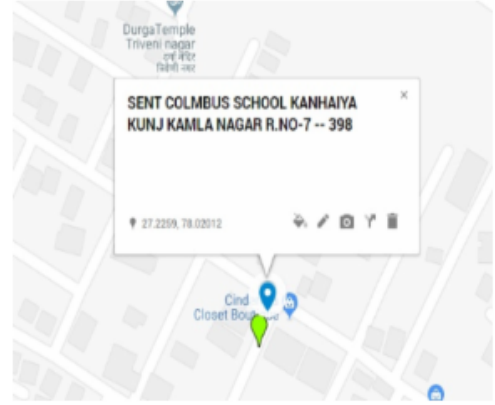 DurgaTemple
Triveni nagar
दुर्गा मंदिर
त्रिवेणी नगर
SENT COLMBUS SCHOOL KANHAIYA
KUNJ KAMLA NAGAR R.NO-7 -- 398
27.2259, 78.02012
Cind
Closet